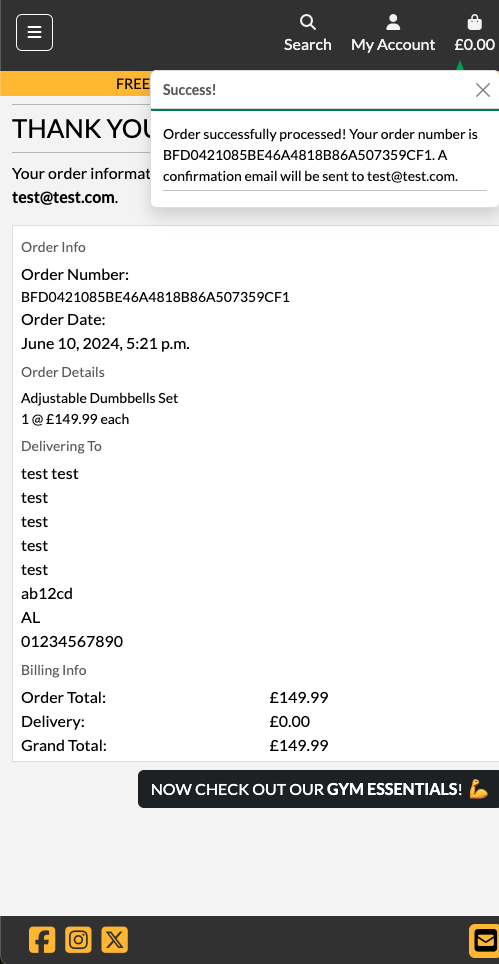 Search My Account £0.00
FREE
Success!
THANK YOU
Order successfully processed! Your order number is
BFD0421085BE46A4818B86A507359CF1. A
confirmation email will be sent to test@test.com.
Your order
test@test.com.
Order Info
Order Number:
BFD0421085BE46A4818B86A507359CF1
Order Date:
June 10, 2024, 5:21 p.m.
Order Details
Adjustable Dumbbells Set
1 @ £149.99 each
Delivering To
test test
test
test
test
test
ab12cd
AL
01234567890
Billing Info
Order Total: £149.99
Delivery: £0.00
Grand Total: £149.99
NOW CHECK OUT OUR GYM ESSENTIALS! 💪